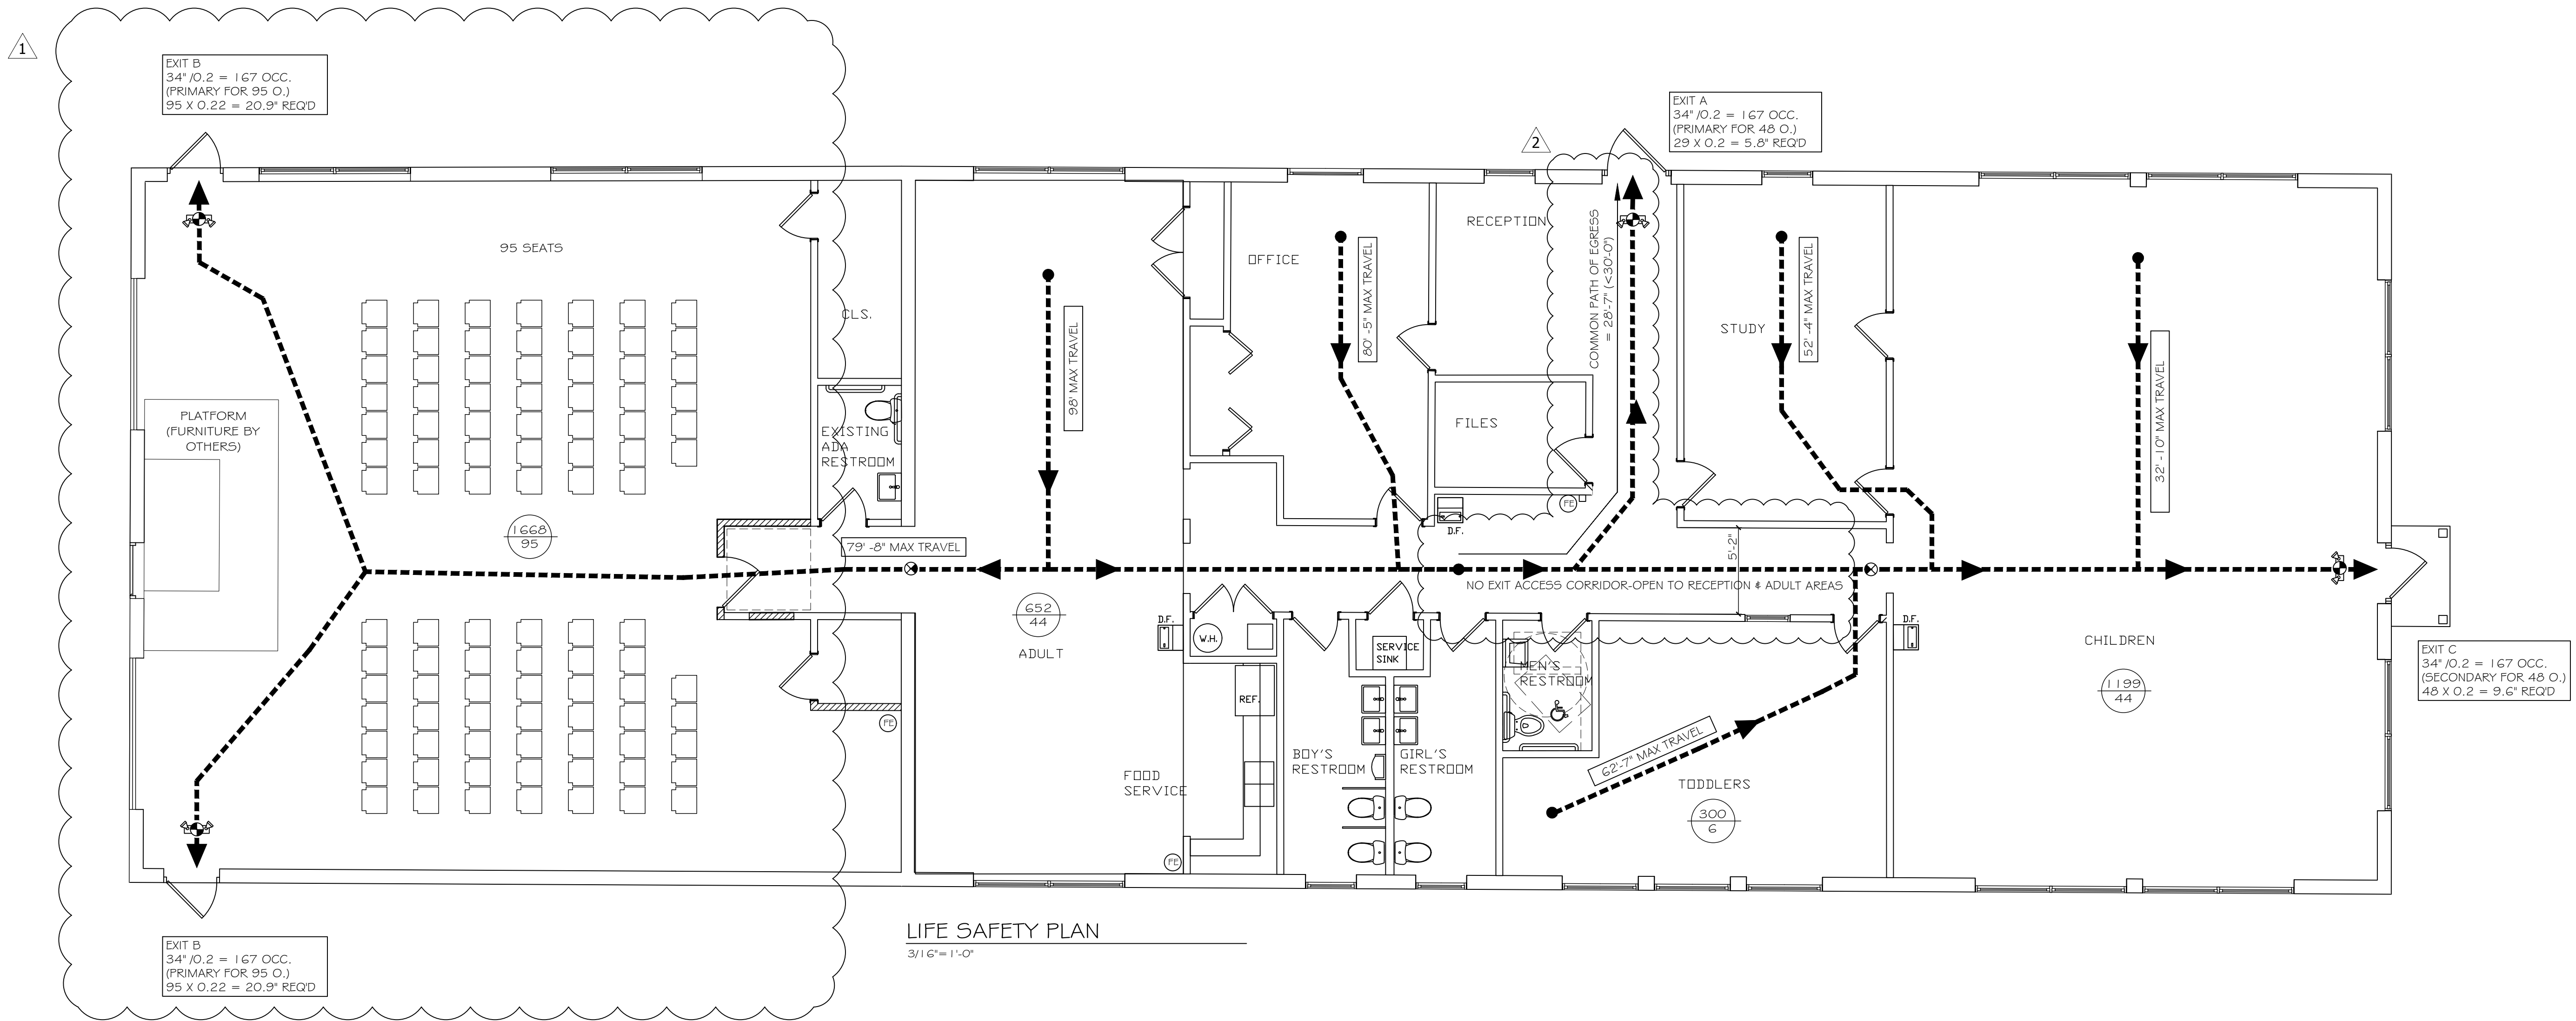 1
EXIT B
34"/0.2 = 167 OCC.
(PRIMARY FOR 95 O.)
95 X 0.22 = 20.9" REQ'D
EXIT A
34"/0.2 = 167 OCC.
(PRIMARY FOR 48 O.)
29 X 0.2 = 5.8" REQ'D
2
95 SEATS
CLS.
PLATFORM
(FURNITURE BY
OTHERS)
EXISTING
ADA
RESTROOM
1668
95
79' -8" MAX TRAVEL
98' MAX TRAVEL
652
44
ADULT
OFFICE
80' -5" MAX TRAVEL
RECEPTION
FILES
COMMON PATH OF EGRESS
= 28'-7" (<30'-0")
FE
D.F.
STUDY
52' -4" MAX TRAVEL
32' -10" MAX TRAVEL
5'-2"
NO EXIT ACCESS CORRIDOR-OPEN TO RECEPTION & ADULT AREAS
D.F.
W.H.
SERVICE
SINK
MEN'S
RESTROOM
D.F.
CHILDREN
1199
44
EXIT C
34"/0.2 = 167 OCC.
(SECONDARY FOR 48 O.)
48 X 0.2 = 9.6" REQ'D
REF.
FE
FOOD
SERVICE
BOY'S
RESTROOM
GIRL'S
RESTROOM
62'-7" MAX TRAVEL
TODDLERS
300
6
FE
LIFE SAFETY PLAN
3/16"=1'-0"
EXIT B
34"/0.2 = 167 OCC.
(PRIMARY FOR 95 O.)
95 X 0.22 = 20.9" REQ'D